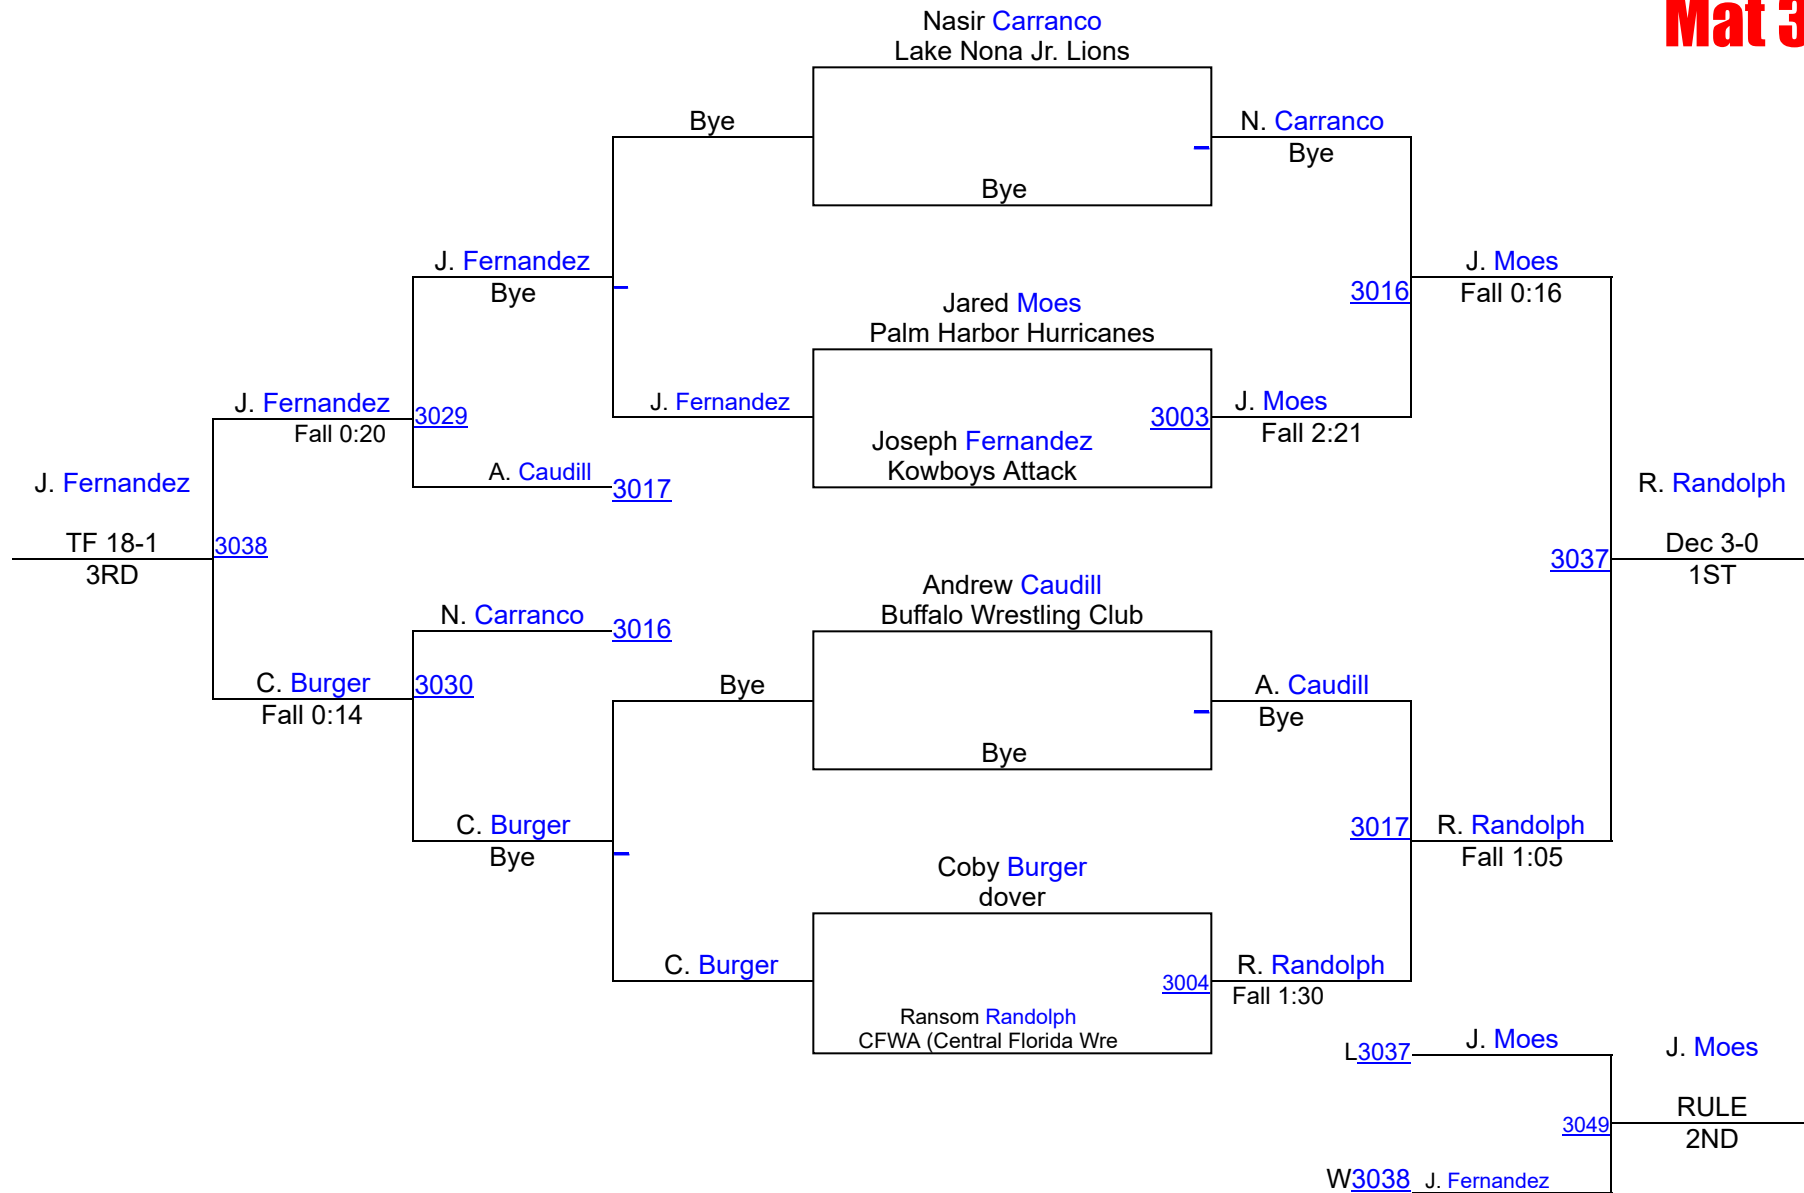 Mat 3
Nasir Carranco
Lake Nona Jr. Lions
Bye
N. Carranco
Bye
Bye
J. Fernandez
Bye
J. Moes
Fall 0:16
3016
Jared Moes
Palm Harbor Hurricanes
J. Fernandez
Fall 0:20
3029
J. Fernandez
3003
J. Moes
Fall 2:21
Joseph Fernandez
Kowboys Attack
A. Caudill
3017
J. Fernandez
TF 18-1
3RD
3038
R. Randolph
Dec 3-0
1ST
3037
Andrew Caudill
Buffalo Wrestling Club
N. Carranco
3016
C. Burger
Fall 0:14
3030
Bye
A. Caudill
Bye
Bye
C. Burger
Bye
3017
R. Randolph
Fall 1:05
Coby Burger
dover
C. Burger
3004
R. Randolph
Fall 1:30
Ransom Randolph
CFWA (Central Florida Wre
L3037
J. Moes
J. Moes
RULE
2ND
3049
W3038
J. Fernandez